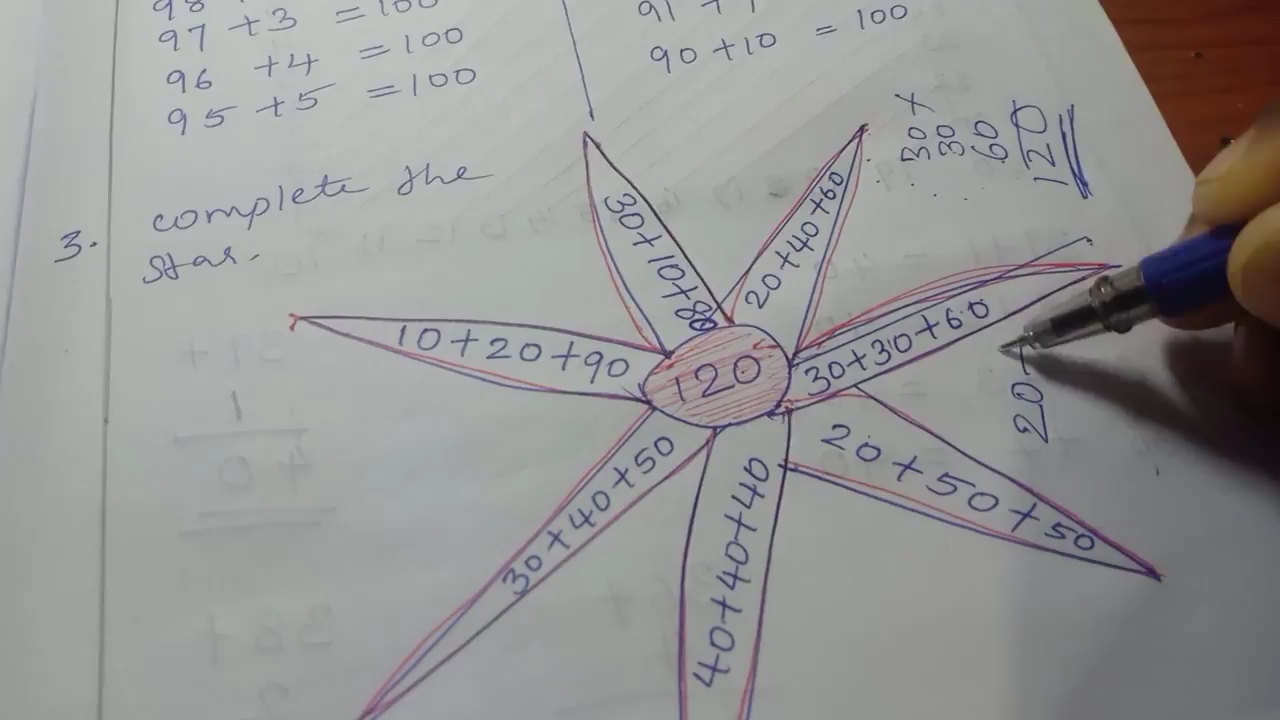 98
97 +3 = 100
96 +4 = 100
95 +5 = 100
91 +
90 +10 = 100
3. complete the
star.
30+10+80
20+40+60
10+20+90
120
30+30+60
20+50+50
30+40+50
40+40+40
30 +
30
60
120
20+